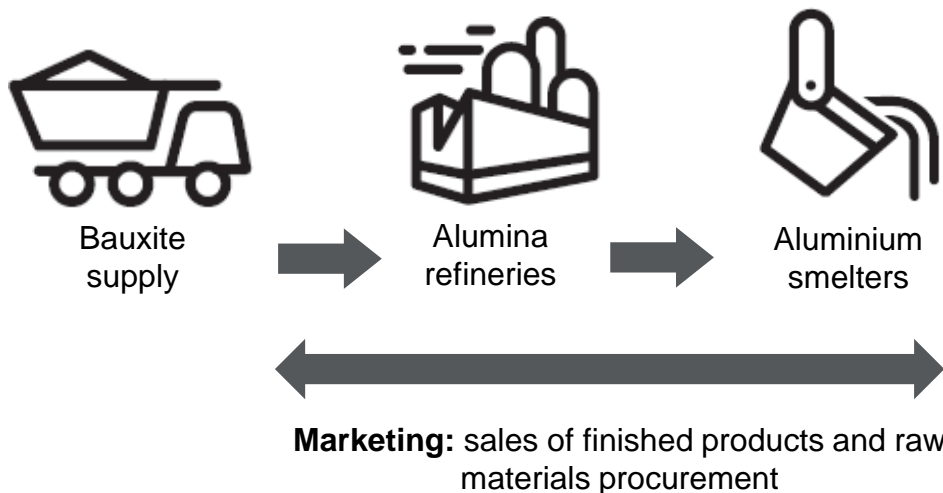 Bauxite
supply
Alumina
refineries
Aluminium
smelters
Marketing: sales of finished products and raw
materials procurement